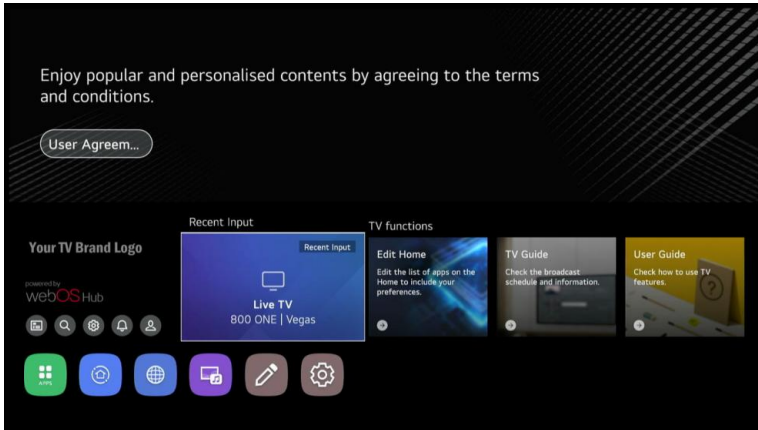 Enjoy popular and personalised contents by agreeing to the terms
and conditions.
User Agreem...
Recent Input
TV functions
Your TV Brand Logo
powered by
webOS Hub
Recent Input
Live TV
800 ONE | Vegas
Edit Home
Edit the list of apps on the
Home to include your
preferences.
TV Guide
Check the broadcast
schedule and information.
User Guide
Check how to use TV
features.
APPS